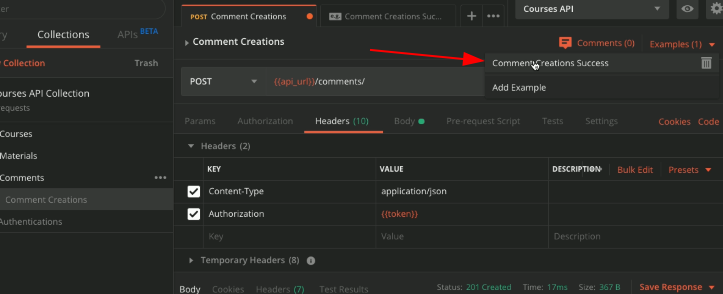 er
POST Comment Creations
Comment Creations Suc...
Courses API
ry Collections APIs BETA
Comment Creations
Comments (0) Examples (1)
Collection Trash
Comment Creations Success
POST {{api_url}}/comments/
Add Example
ourses API Collection
equests
Params Authorization Headers (10) Body Pre-request Script Tests Settings Cookies Code
Courses
Headers (2)
Materials
KEY VALUE DESCRIPTION Bulk Edit Presets
Comments
Content-Type application/json
Comment Creations
Authorization {{token}}
Authentications
Key Value Description
Temporary Headers (8)
Body Cookies Headers (7) Test Results Status: 201 Created Time: 17ms Size: 367 B Save Response